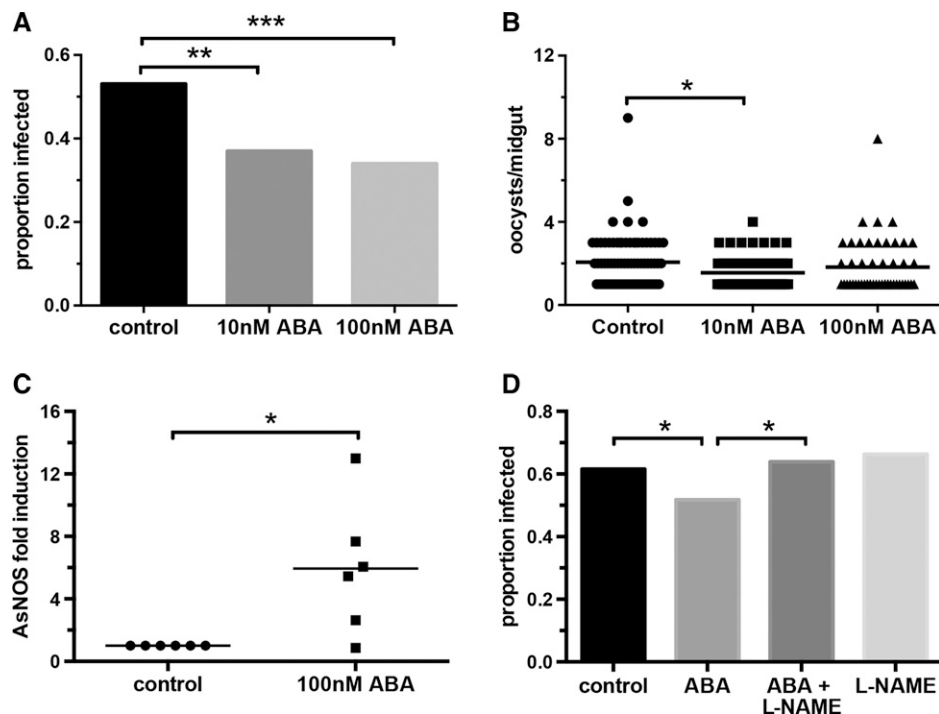 A
***
**
0.6
0.4
0.2
0.0
proportion infected
control
10nM ABA
100nM ABA
B
*
12
8
4
0
oocysts/midgut
Control
10nM ABA
100nM ABA
C
*
16
12
8
4
0
AsNOS fold induction
control
100nM ABA
D
*
*
0.8
0.6
0.4
0.2
0.0
proportion infected
control
ABA
ABA +
L-NAME
L-NAME